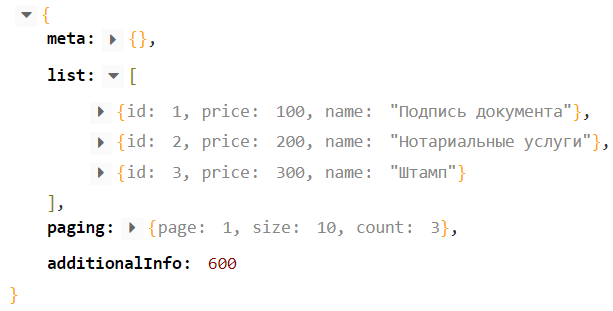 {
meta: {},
list: [
{id: 1, price: 100, name: "Подпись документа"},
{id: 2, price: 200, name: "Нотариальные услуги"},
{id: 3, price: 300, name: "Штамп"}
],
paging: {page: 1, size: 10, count: 3},
additionalInfo: 600
}